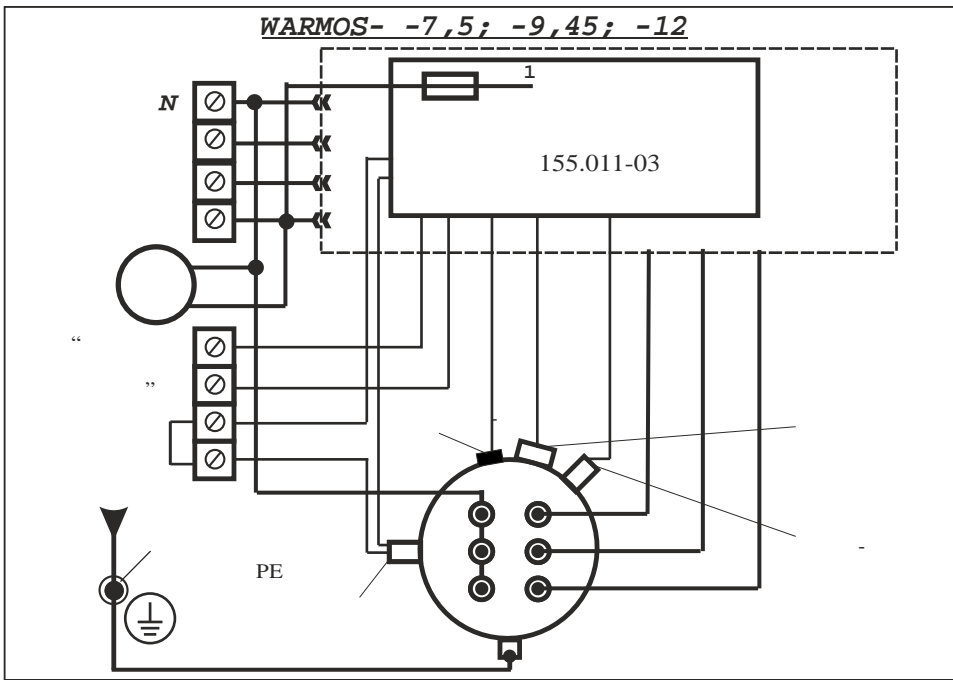 WARMOS- -7,5; -9,45; -12
1
N
155.011-03
“
”
-
-
PE